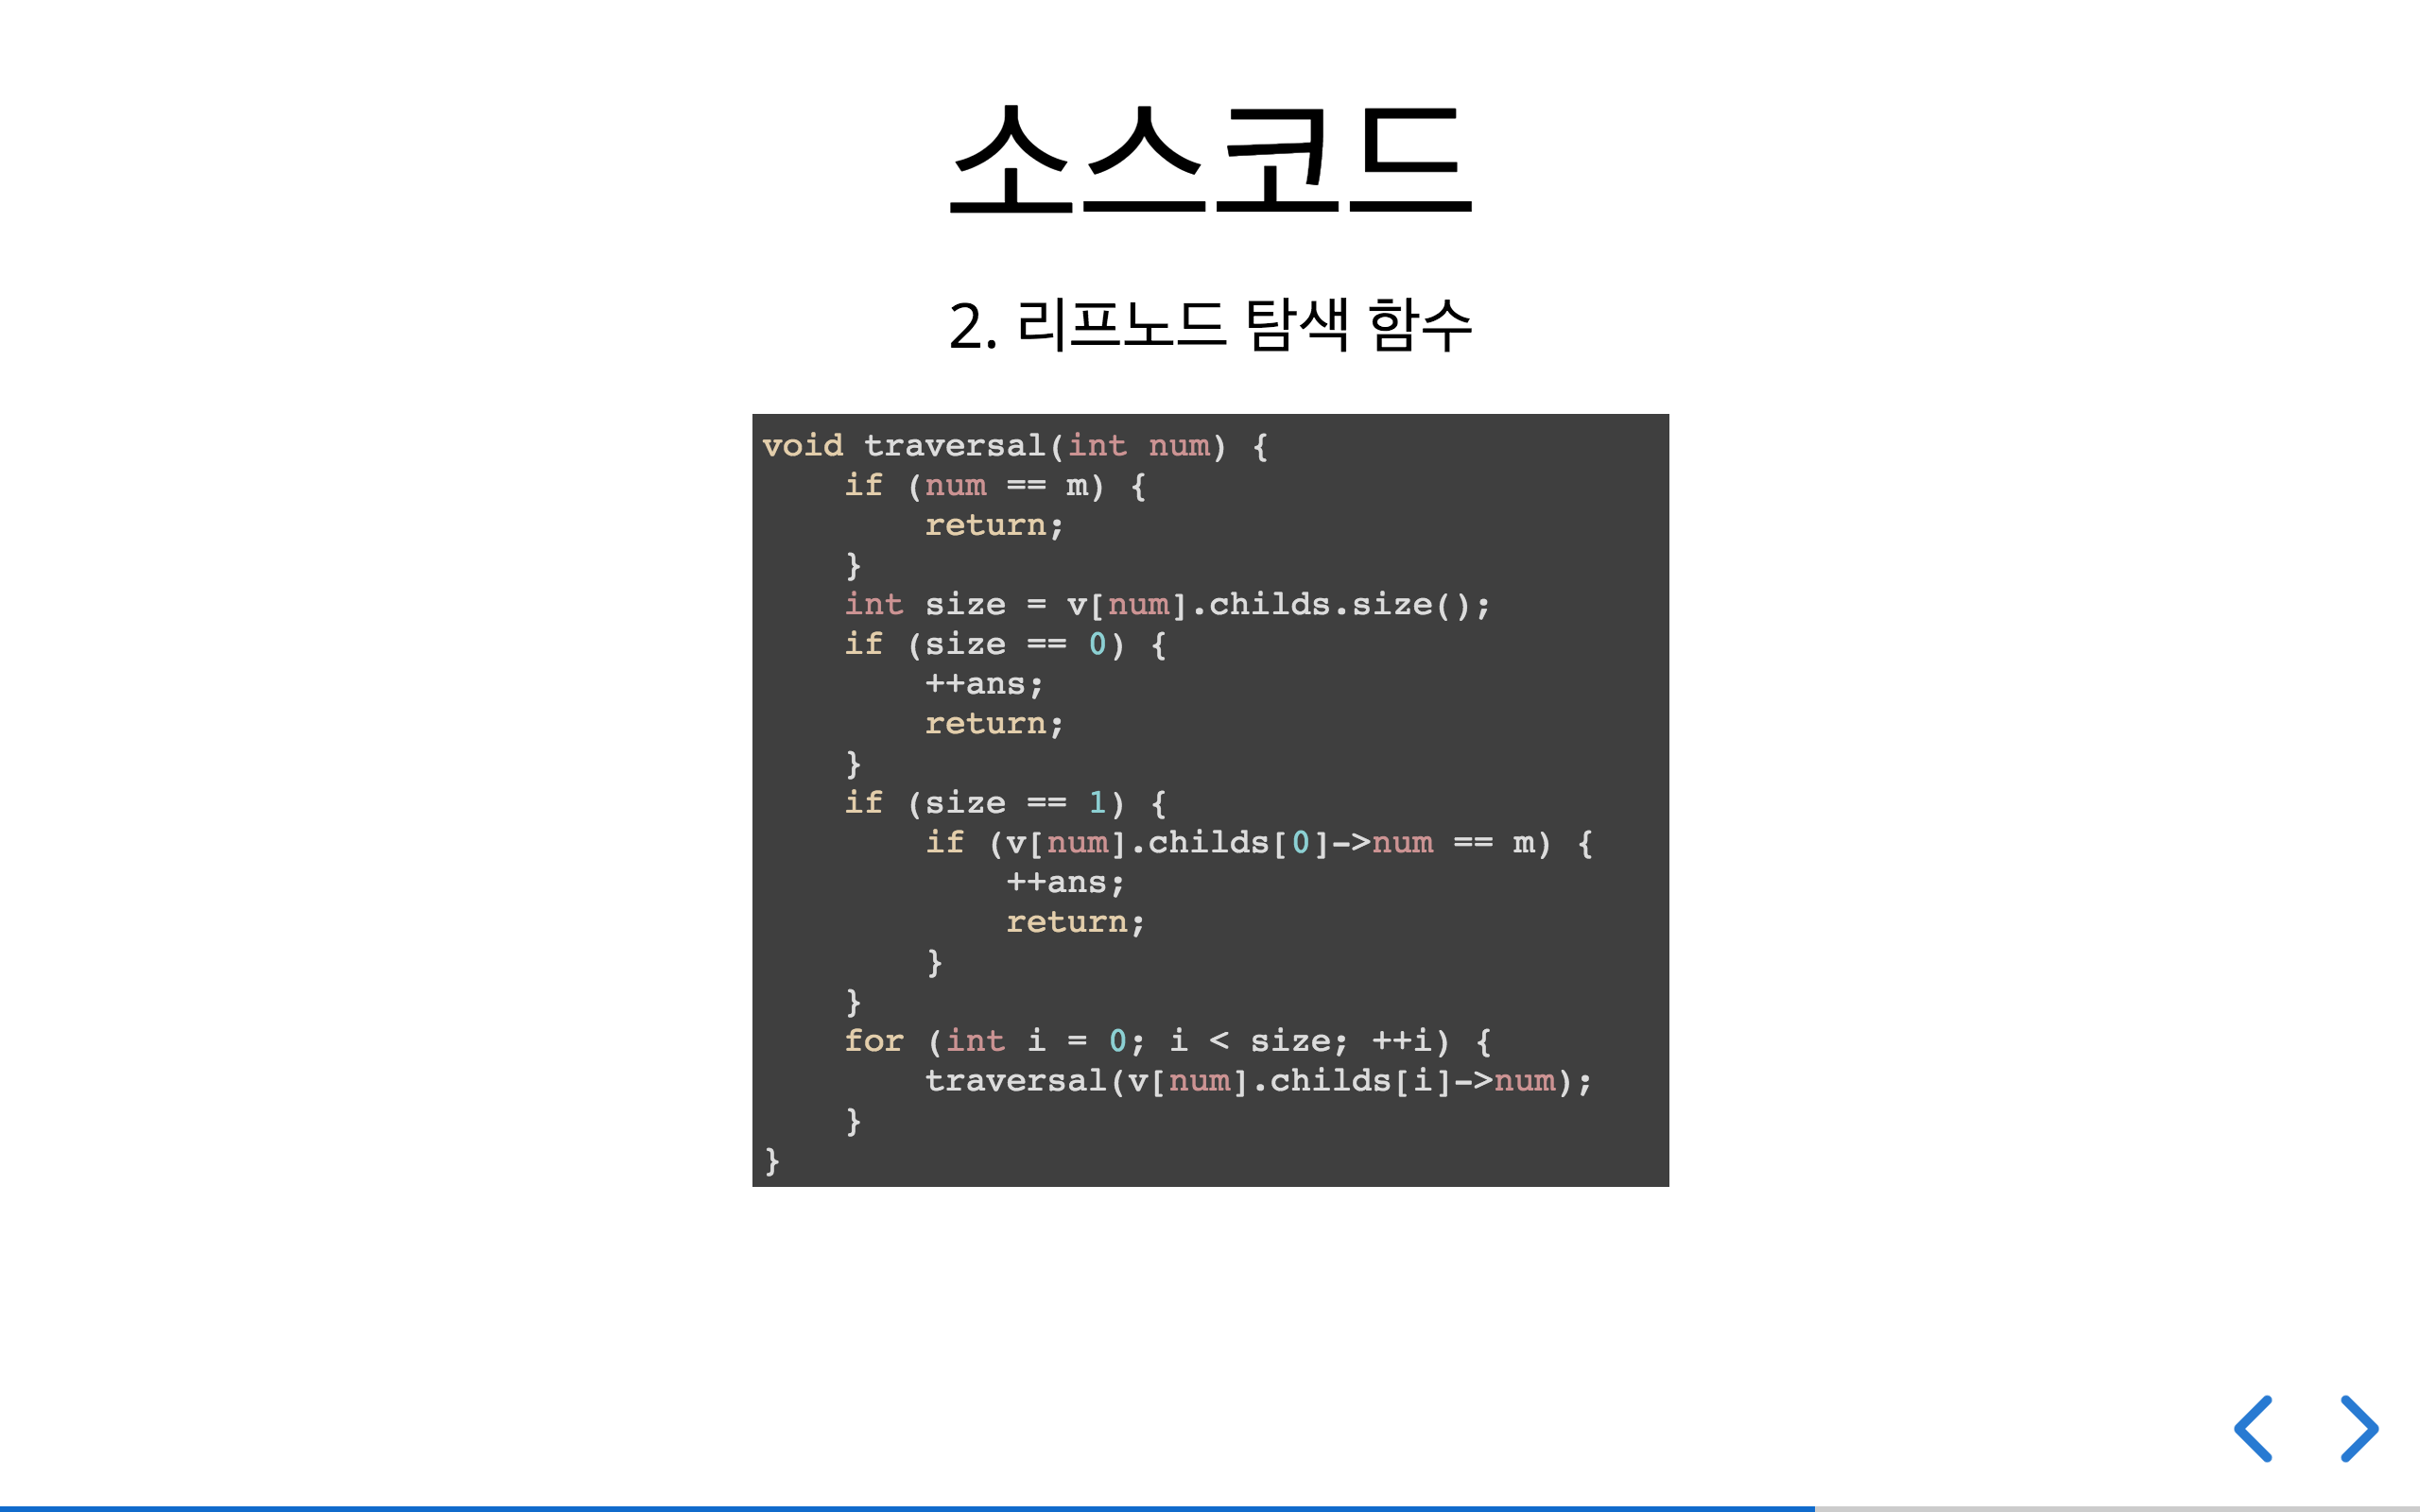 소스코드
2. 리프노드 탐색 함수
void traversal(int num) {
    if (num == m) {
        return;
    }
    int size = v[num].childs.size();
    if (size == 0) {
        ++ans;
        return;
    }
    if (size == 1) {
        if (v[num].childs[0]->num == m) {
            ++ans;
            return;
        }
    }
    for (int i = 0; i < size; ++i) {
        traversal(v[num].childs[i]->num);
    }
}